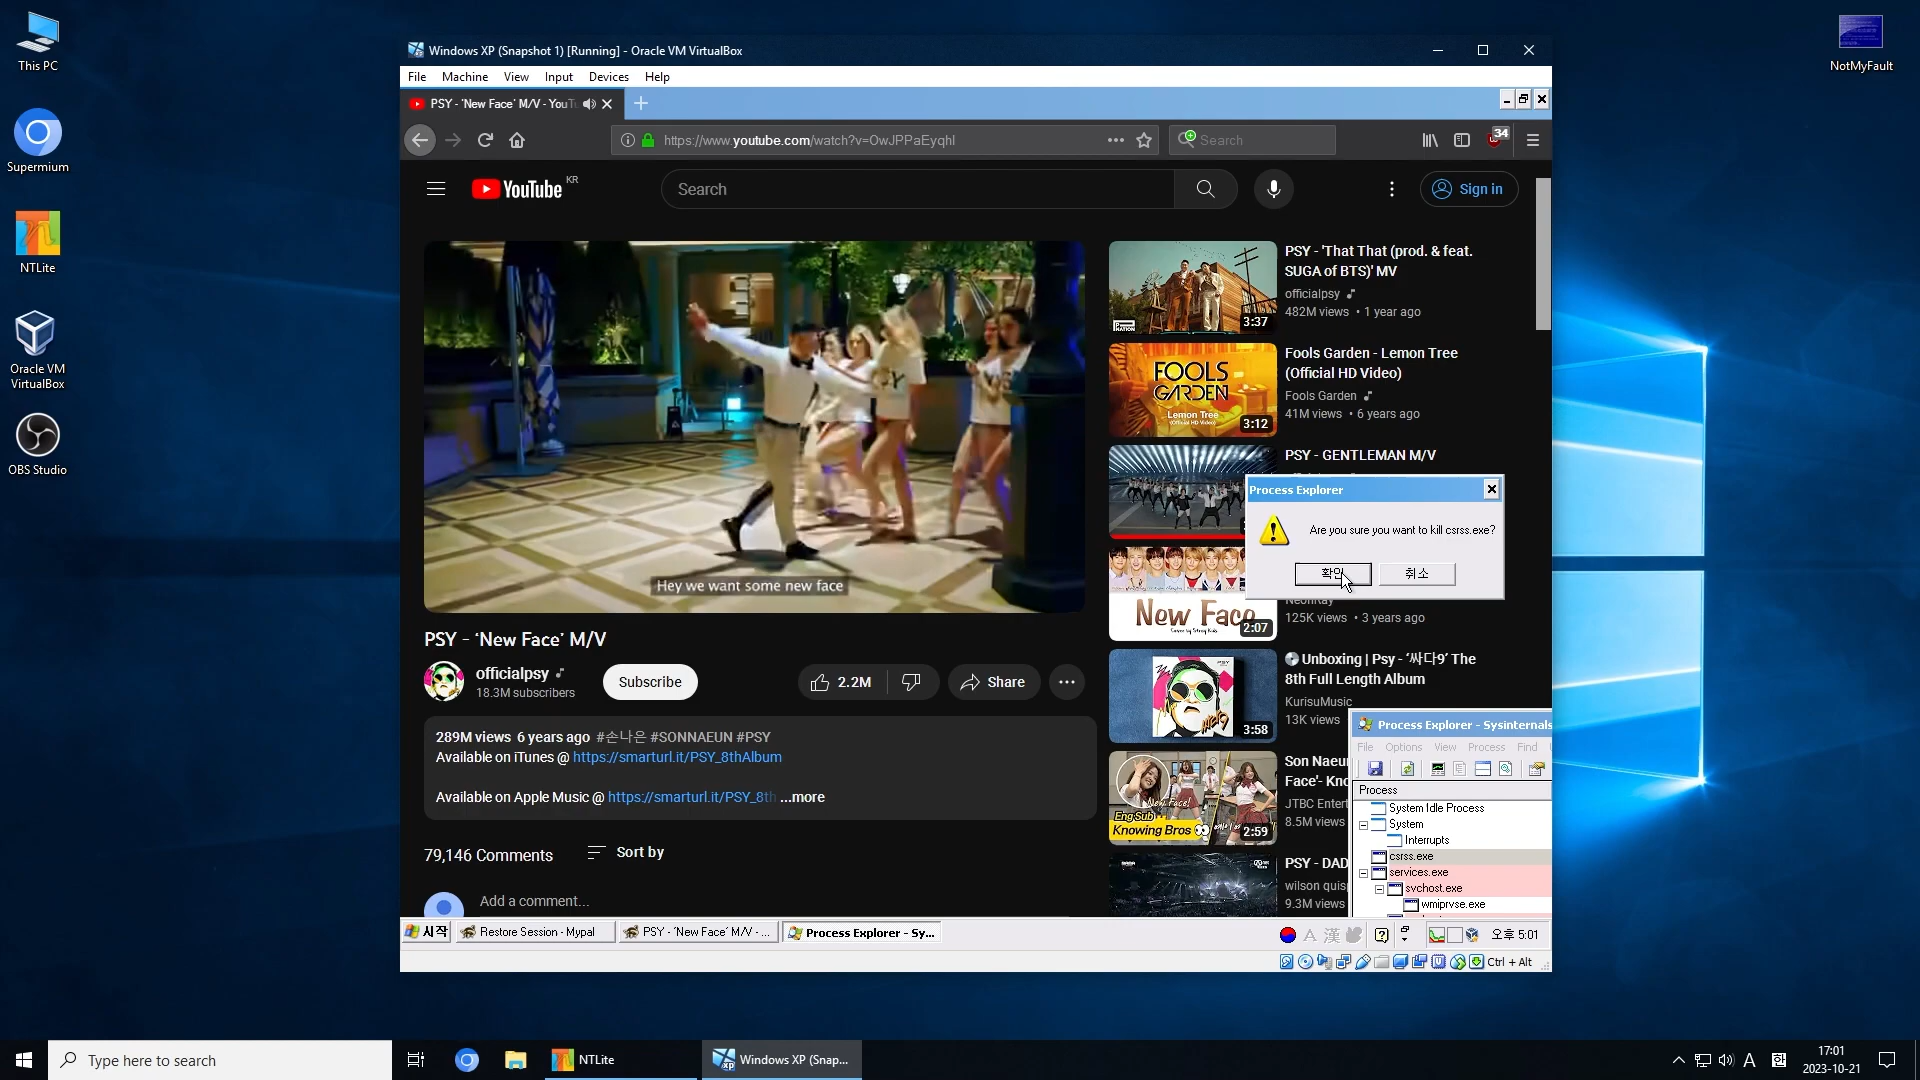 This PC
Supermium
NTLite
Oracle VM
VirtualBox
OBS Studio
NotMyFault
Windows XP (Snapshot 1) [Running] - Oracle VM VirtualBox
File Machine View Input Devices Help
PSY - ‘New Face’ M/V - YouTu
https://www.youtube.com/watch?v=OwJPPaEyqhI
Search
34
YouTube KR
Search
Sign in
Hey we want some new face
PSY - ‘New Face’ M/V
officialpsy
18.3M subscribers
Subscribe
2.2M
Share
289M views 6 years ago #손나은 #SONNAEUN #PSY
Available on iTunes @ https://smarturl.it/PSY_8thAlbum
Available on Apple Music @ https://smarturl.it/PSY_8th ...more
79,146 Comments
Sort by
Add a comment...
3:37
PSY - 'That That (prod. & feat.
SUGA of BTS)' MV
officialpsy
482M views • 1 year ago
FOOLS
GARDEN
Lemon Tree
3:12
Fools Garden - Lemon Tree
(Official HD Video)
Fools Garden
41M views • 6 years ago
PSY - GENTLEMAN M/V
Process Explorer
Are you sure you want to kill csrss.exe?
확인
취소
New Face
Cover by Stray Kids
2:07
NeonRay
125K views • 3 years ago
3:58
Unboxing | Psy - ‘싸다9’ The
8th Full Length Album
KurisuMusic
13K views
New Face!
Eng Sub
Knowing Bros
2:59
Son Naeu
Face'- Kno
JTBC Entert
8.5M views
PSY - DAD
wilson quisp
9.3M views
Process Explorer - Sysinternals
File Options View Process Find
Process
System Idle Process
System
Interrupts
csrss.exe
services.exe
svchost.exe
wmiprvse.exe
시작
Restore Session - Mypal
PSY - ‘New Face’ M/V - ...
Process Explorer - Sy...
A 漢
오후 5:01
Ctrl + Alt
Type here to search
NTLite
Windows XP (Snap...
A
17:01
2023-10-21